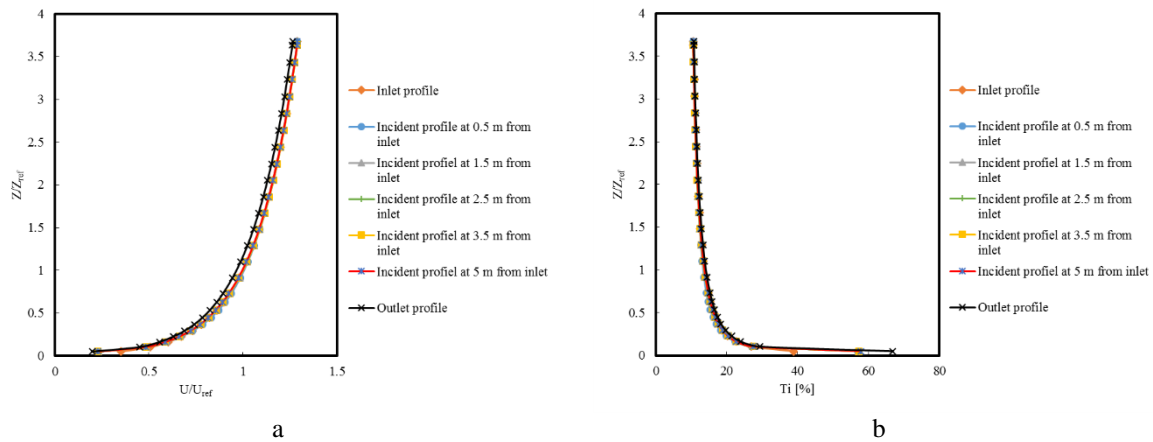 4
3.5
3
2.5
2
1.5
1
0.5
0
Z/Zref
0
0.5
1
1.5
U/Uref
Inlet profile
Incident profile at 0.5 m from
inlet
Incident profiel at 1.5 m from
inlet
Incident profile at 2.5 m from
inlet
Incident profiel at 3.5 m from
inlet
Incident profiel at 5 m from inlet
Outlet profile
a
4
3.5
3
2.5
2
1.5
1
0.5
0
Z/Zref
0
20
40
60
80
Ti [%]
Inlet profile
Incident profile at 0.5 m from
inlet
Incident profiel at 1.5 m from
inlet
Incident profile at 2.5 m from
inlet
Incident profiel at 3.5 m from
inlet
Incident profiel at 5 m from inlet
Outlet profile
b